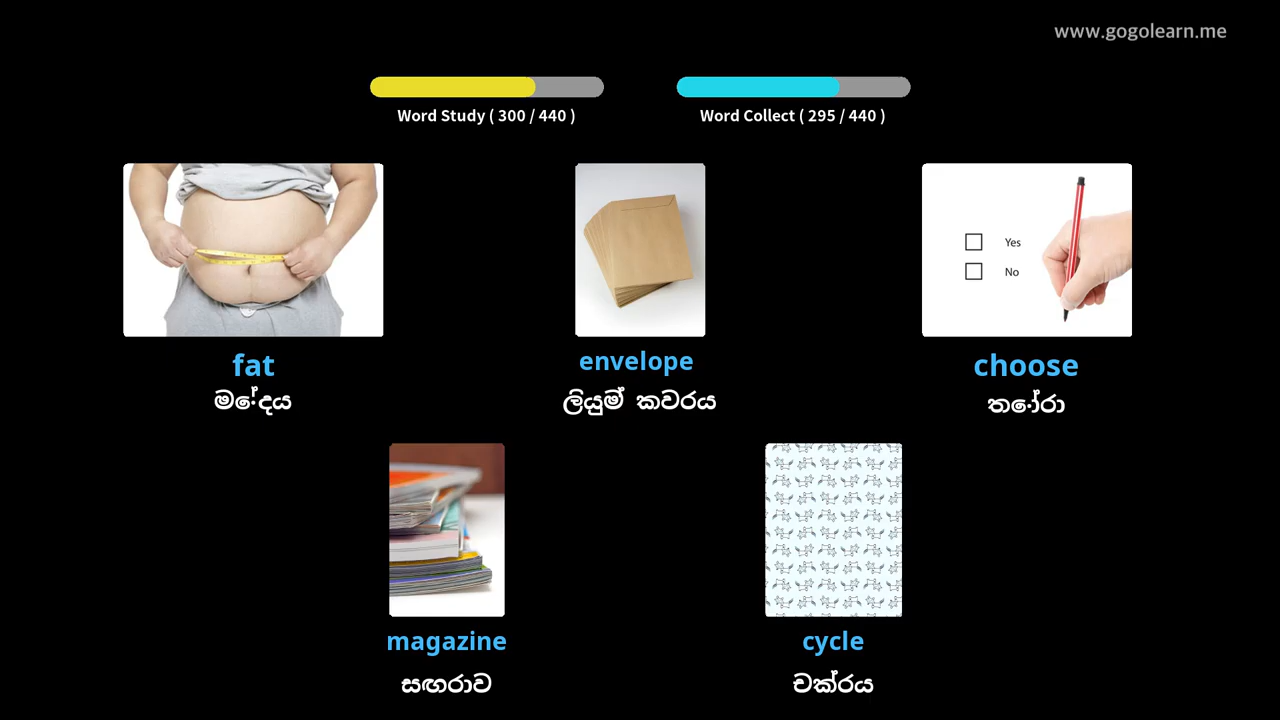 www.gogolearn.me
Word Study ( 300 / 440 )
Word Collect ( 295 / 440 )
fat
මේදය
envelope
ලියුම් කවරය
Yes
No
choose
තෝරා
magazine
සඟරාව
cycle
චක්රය